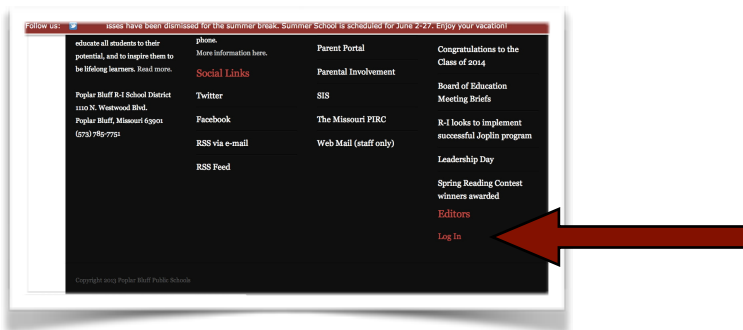 Follow us:
isses have been dismissed for the summer break. Summer School is scheduled for June 2-27. Enjoy your vacation!
educate all students to their
potential, and to inspire them to
be lifelong learners. Read more.
Poplar Bluff R-I School District
1110 N. Westwood Blvd.
Poplar Bluff, Missouri 63901
(573) 785-7751
phone.
More information here.
Social Links
Twitter
Facebook
RSS via e-mail
RSS Feed
Parent Portal
Parental Involvement
SIS
The Missouri PIRC
Web Mail (staff only)
Congratulations to the
Class of 2014
Board of Education
Meeting Briefs
R-I looks to implement
successful Joplin program
Leadership Day
Spring Reading Contest
winners awarded
Editors
Log In
Copyright 2013 Poplar Bluff Public Schools